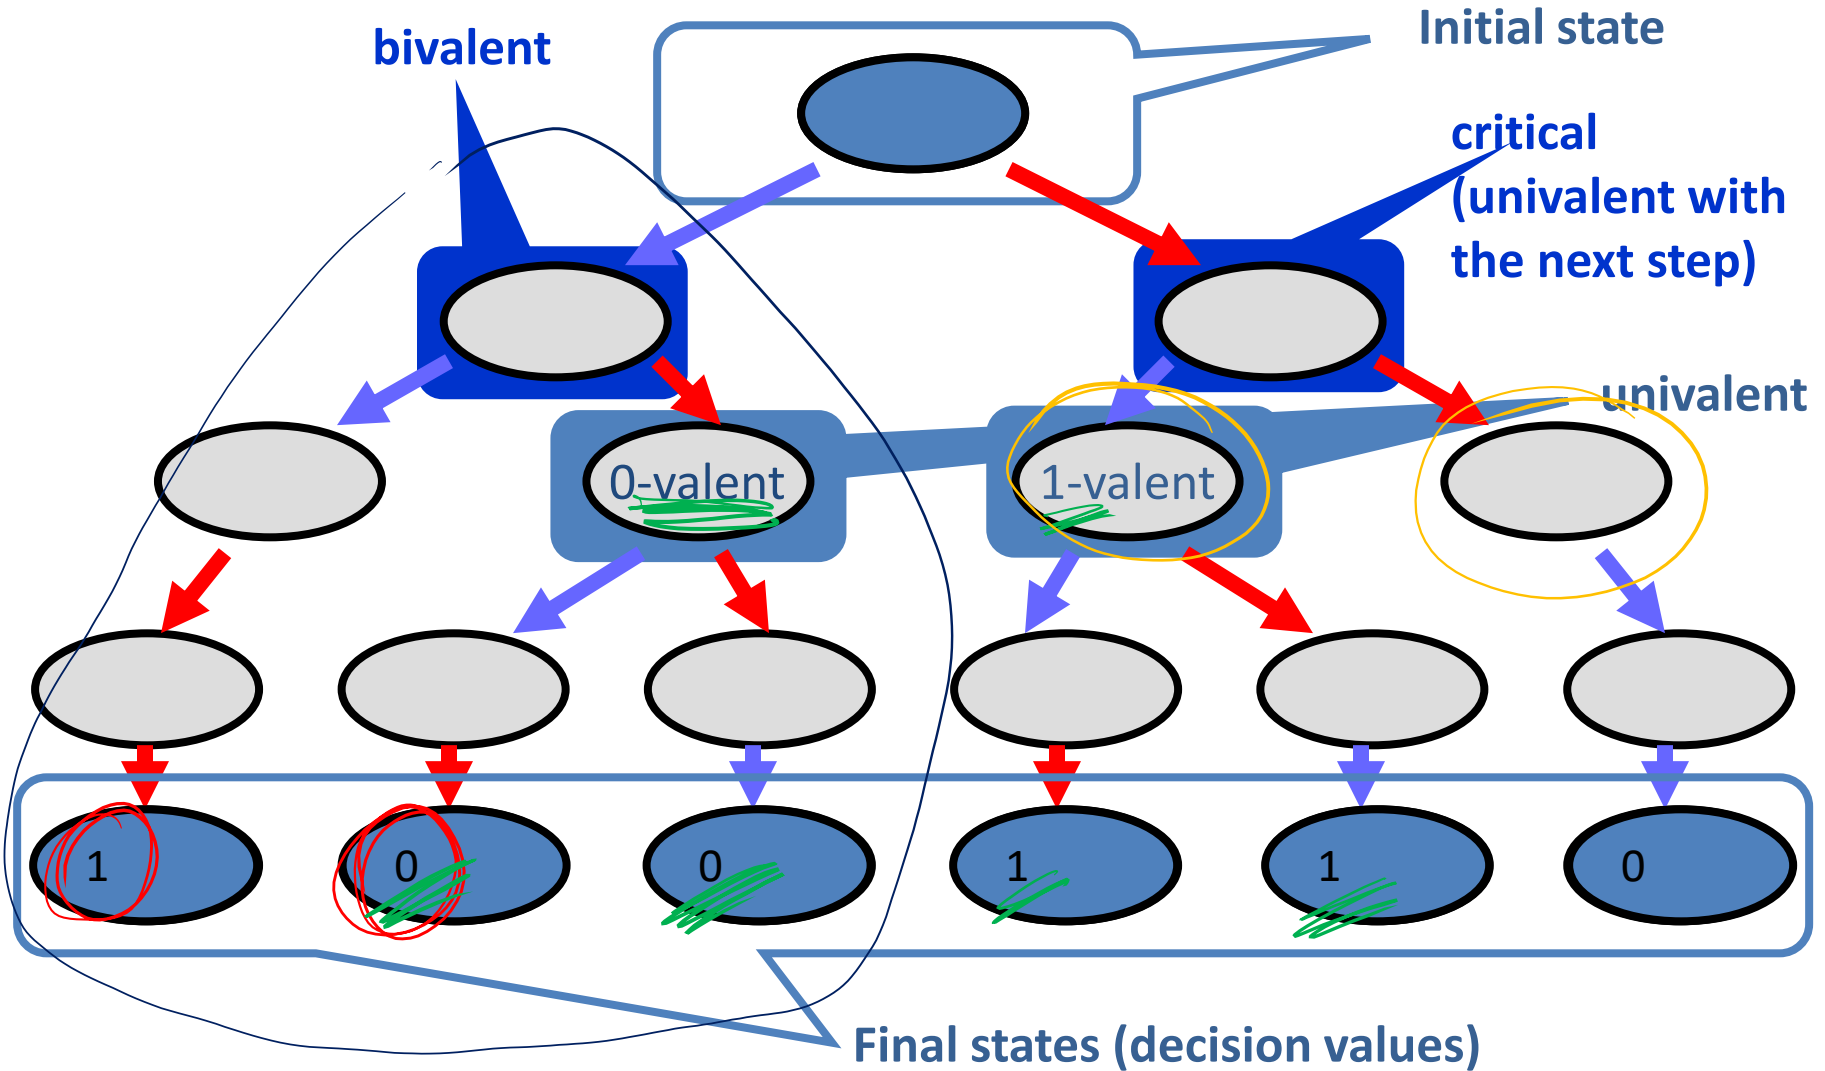 Initial state
bivalent
critical
(univalent with
the next step)
univalent
0-valent
1-valent
1
0
0
1
1
0
Final states (decision values)